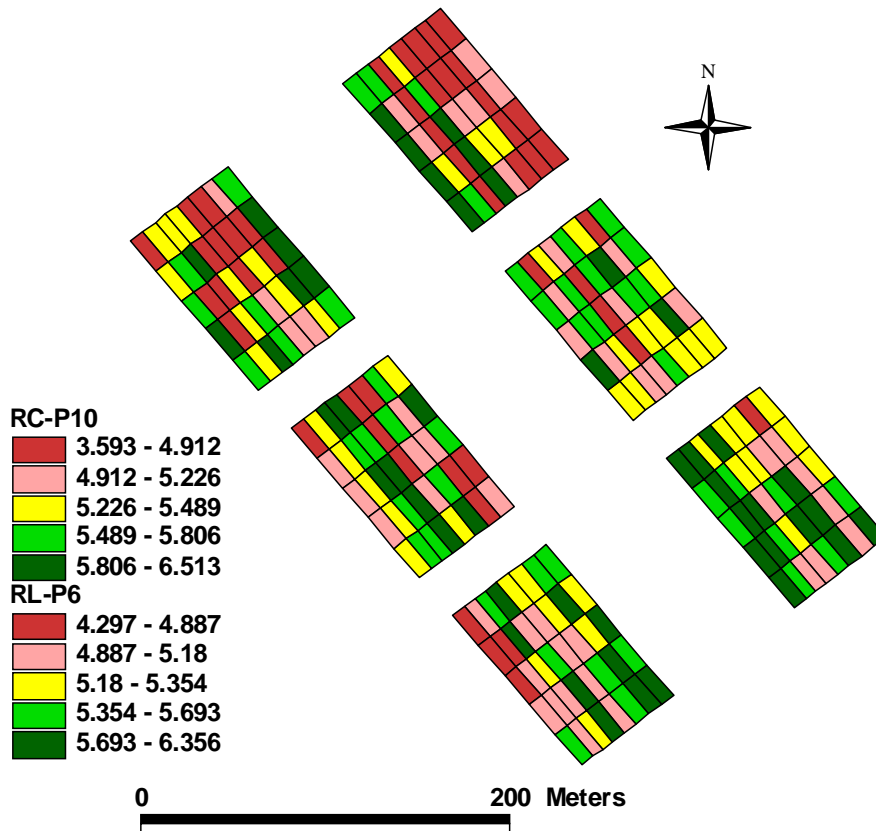 N
RC-P10
3.593 - 4.912
4.912 - 5.226
5.226 - 5.489
5.489 - 5.806
5.806 - 6.513
RL-P6
4.297 - 4.887
4.887 - 5.18
5.18 - 5.354
5.354 - 5.693
5.693 - 6.356
0 200 Meters